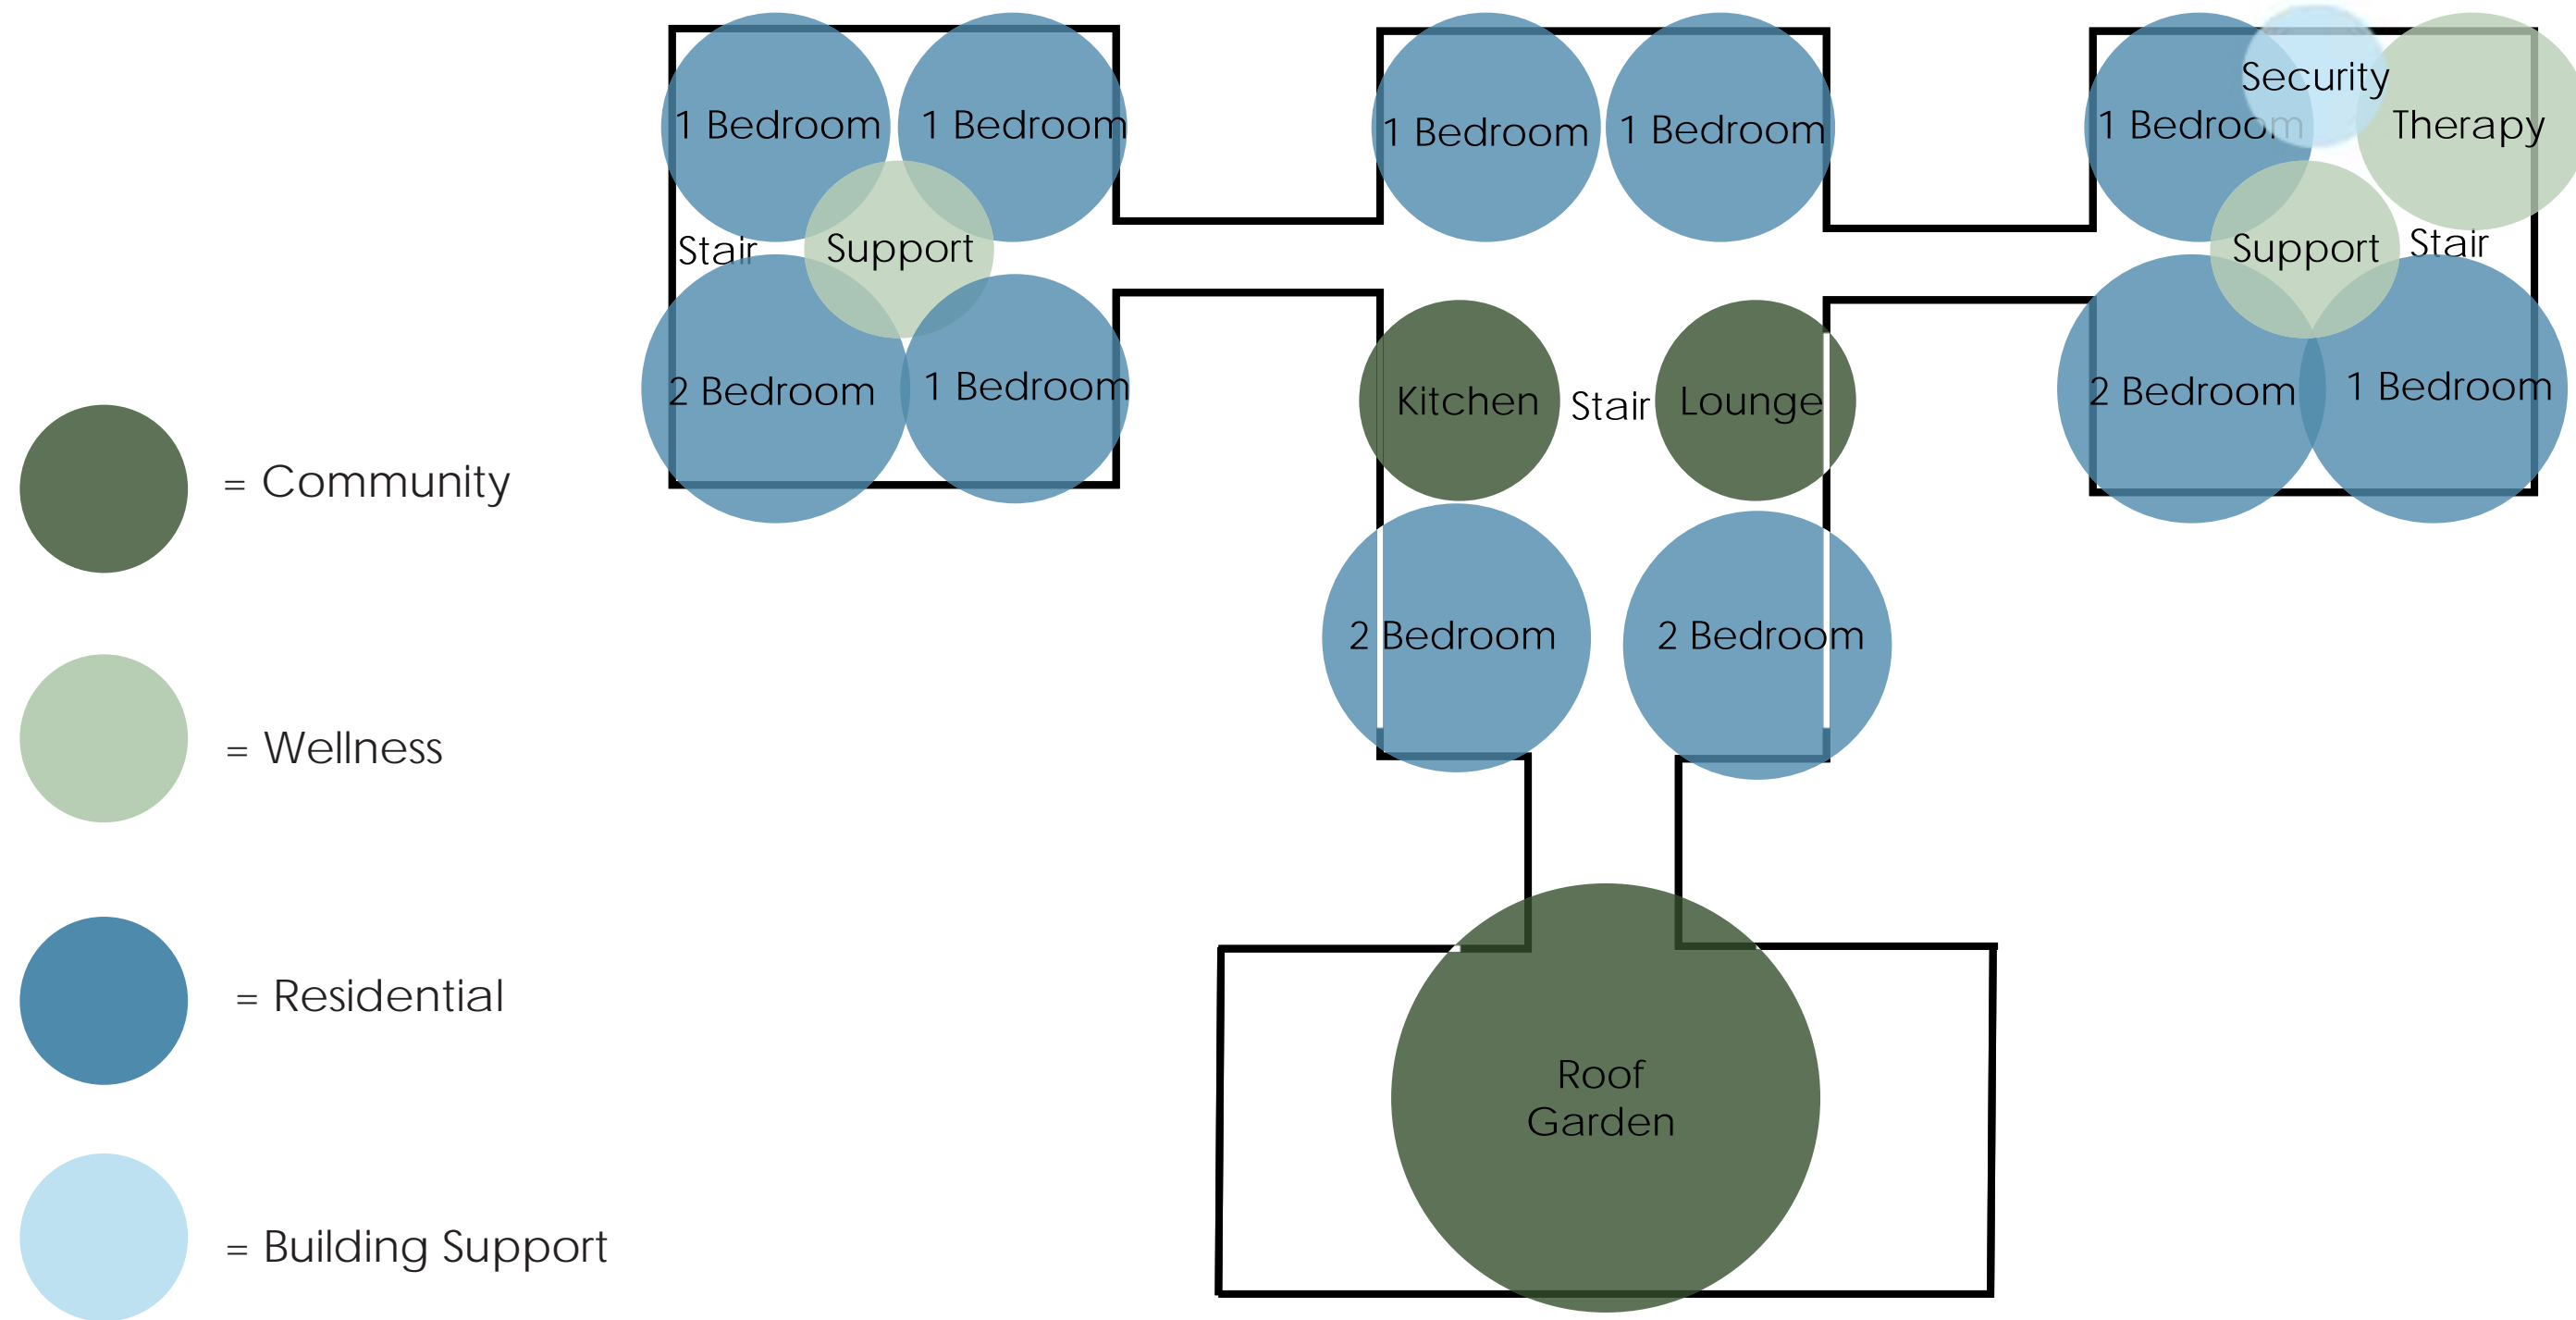 1 Bedroom
1 Bedroom
Stair
Support
2 Bedroom
1 Bedroom
1 Bedroom
1 Bedroom
Kitchen
Stair
Lounge
2 Bedroom
2 Bedroom
Security
1 Bedroom
Therapy
Support
Stair
2 Bedroom
1 Bedroom
Roof
Garden
= Community
= Wellness
= Residential
= Building Support